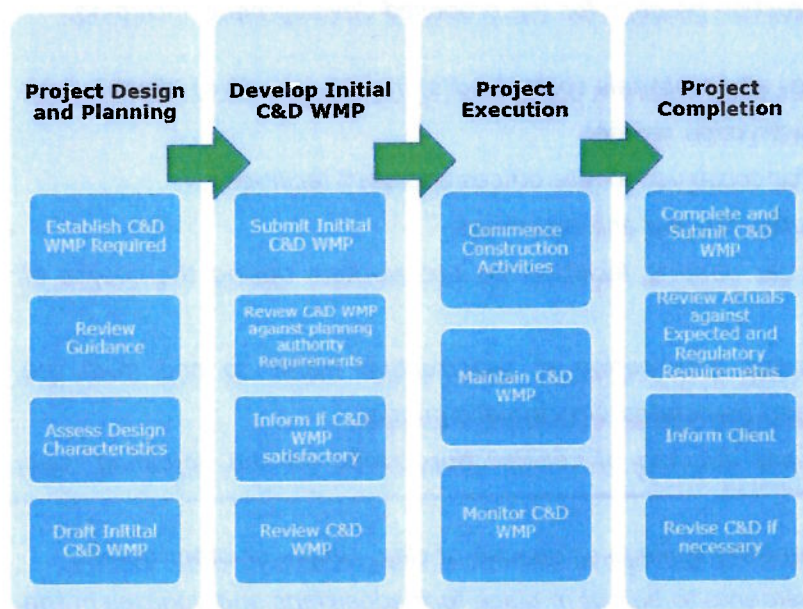 Project Design
and Planning
Establish C&D
WMP Required
Review
Guidance
Assess Design
Characteristics
Draft Initital
C&D WMP
Develop Initial
C&D WMP
Submit Initital
C&D WMP
Review C&D WMP
against planning
authority
Requirements
Inform if C&D
WMP
satisfactory
Review C&D
WMP
Project
Execution
Commence
Construction
Activities
Maintain C&D
WMP
Monitor C&D
WMP
Project
Completion
Complete and
Submit C&D
WMP
Review Actuals
against
Expected and
Regulatory
Requiremetns
Inform Client
Revise C&D if
necessary